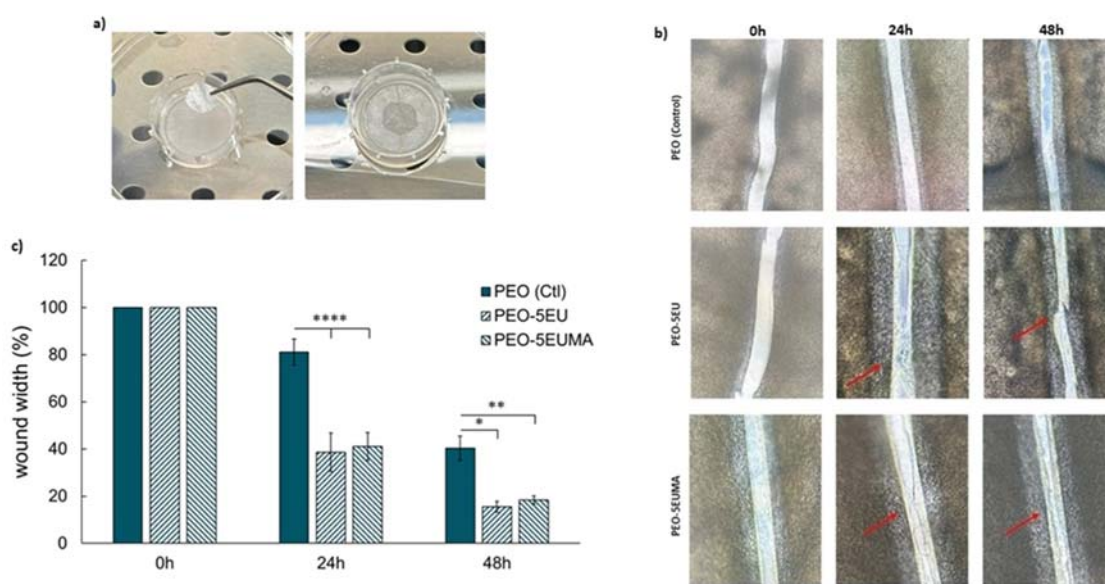 a)
b)
0h
24h
48h
PEO (Control)
PEO-5EU
PEO-5EUMA
c)
120
100
80
60
40
20
0
wound width (%)
PEO (Ctl)
PEO-5EU
PEO-5EUMA
****
**
*
0h
24h
48h